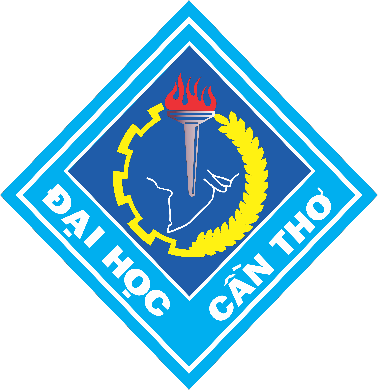 ĐẠI HỌC
CẦN THƠ